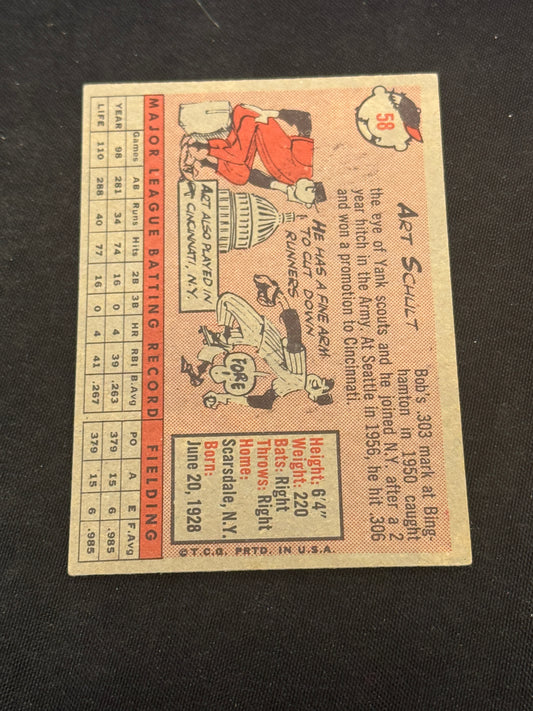 58
ART SCHULT
Bob's .303 mark at Bing-
hamton in 1950 caught
the eye of Yank scouts and he joined N.Y. after a 2
year hitch in the Army. At Seattle in 1956, he hit .306
and won a promotion to Cincinnati.
HE HAS A FINE ARM
TO CUT DOWN
RUNNERS
ART ALSO PLAYED IN
CINCINNATI, N.Y.
FORE
Height: 6'4"
Weight: 220
Bats: Right
Throws: Right
Home:
Scarsdale, N.Y.
Born:
June 20, 1928
©T.C.G. PRTD. IN U.S.A.
MAJOR LEAGUE BATTING RECORD FIELDING
Games AB Runs Hits 2B 3B HR RBI B.Avg PO A E F.Avg
YEAR 98 281 34 74 16 0 4 39 .263 379 15 6 .985
LIFE 110 288 40 77 16 0 4 41 .267 379 15 6 .985